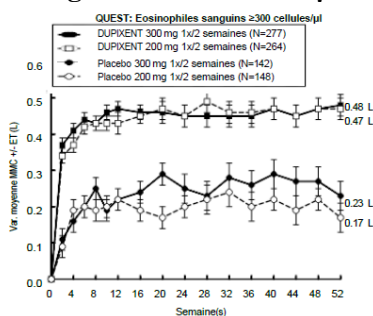 QUEST: Eosinophiles sanguins ≥300 cellules/µl
DUPIXENT 300 mg 1x/2 semaines (N=277)
DUPIXENT 200 mg 1x/2 semaines (N=264)
Placebo 300 mg 1x/2 semaines (N=142)
Placebo 200 mg 1x/2 semaines (N=148)
Var. moyenne MMC +/- ET (L)
0.6
0.5
0.4
0.3
0.2
0.1
0.0
0.48 L
0.47 L
0.23 L
0.17 L
0 4 8 12 16 20 24 28 32 36 40 44 48 52
Semaine(s)